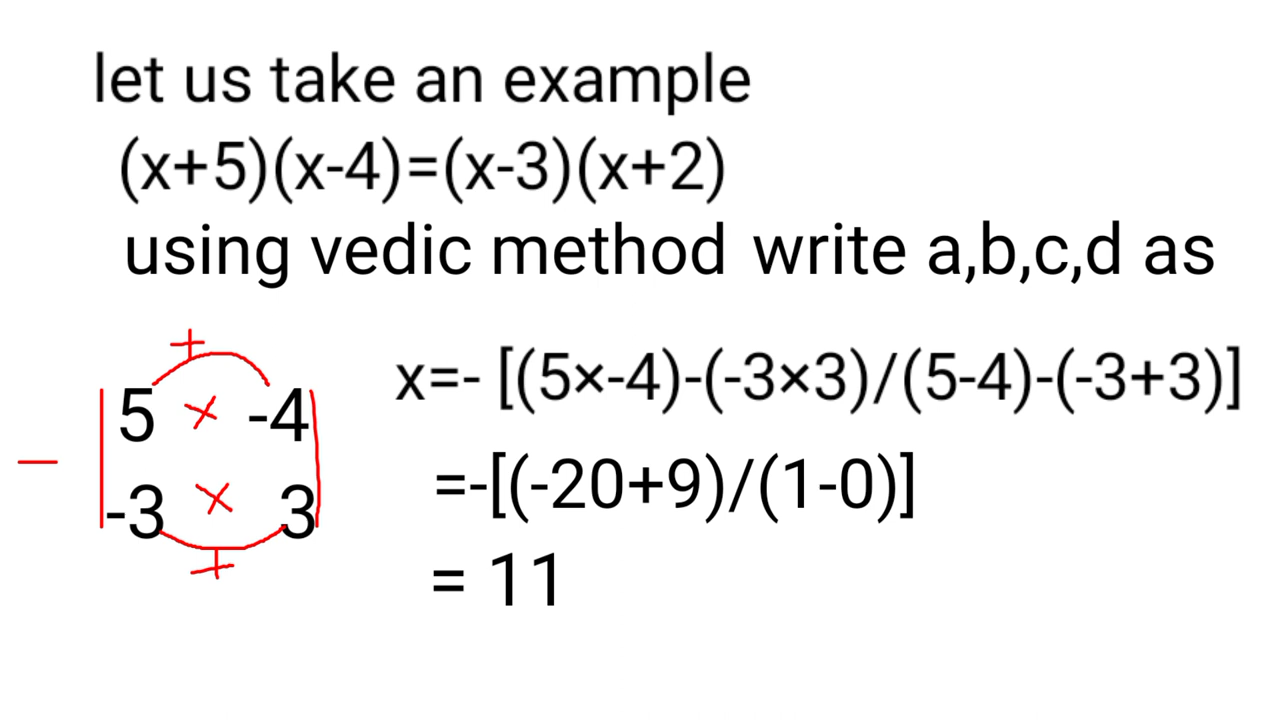 let us take an example
(x+5)(x-4)=(x-3)(x+2)
using vedic method write a,b,c,d as
+
5 × -4
−
-3 × 3
+
x=- [(5×-4)-(-3×3)/(5-4)-(-3+3)]
=-[(-20+9)/(1-0)]
= 11